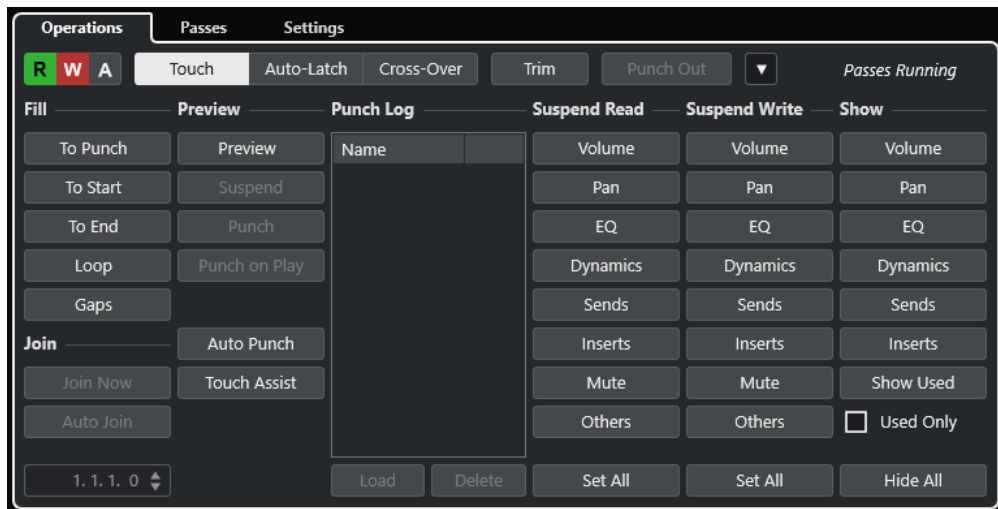 Operations Passes Settings
R W A Touch Auto-Latch Cross-Over Trim Punch Out Passes Running
Fill Preview Punch Log Suspend Read Suspend Write Show
To Punch Preview Name Volume Volume Volume
To Start Suspend Pan Pan Pan
To End Punch EQ EQ EQ
Loop Punch on Play Dynamics Dynamics Dynamics
Gaps Sends Sends Sends
Join Auto Punch Inserts Inserts Inserts
Join Now Touch Assist Mute Mute Show Used
Auto Join Others Others Used Only
1. 1. 1. 0 Load Delete Set All Set All Hide All